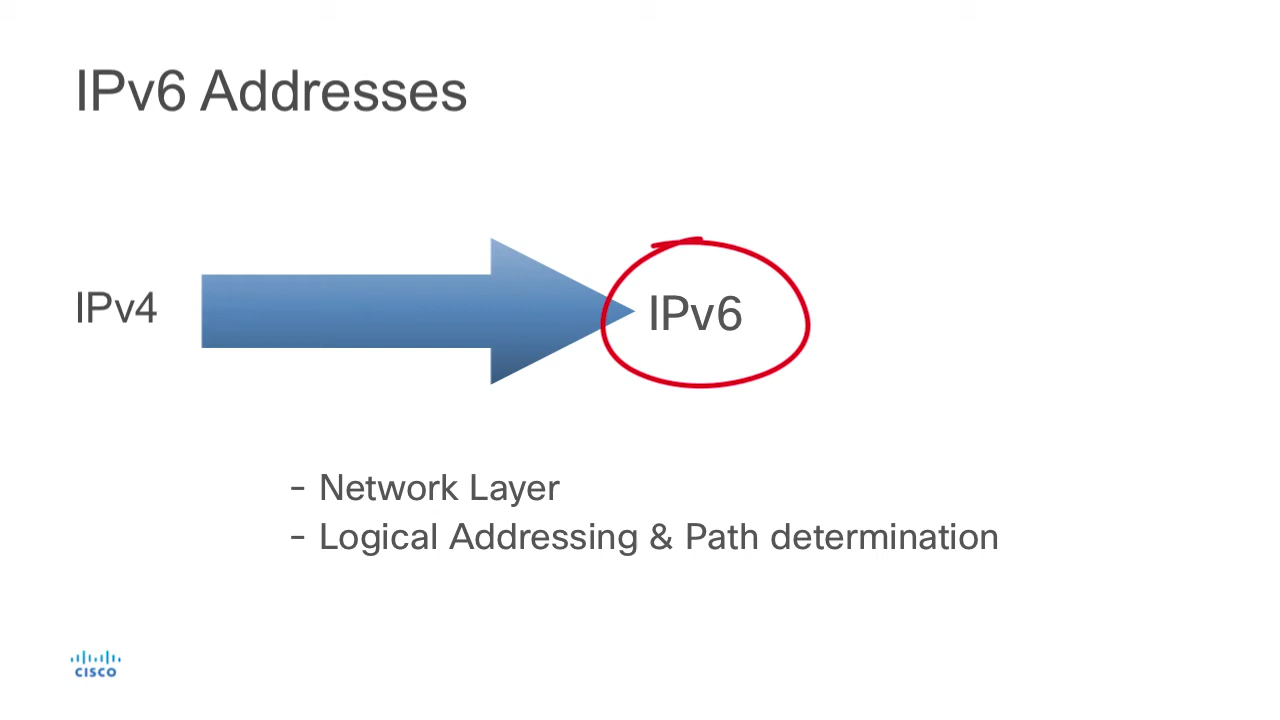 IPv6 Addresses
IPv4
IPv6
- Network Layer
- Logical Addressing & Path determination
CISCO